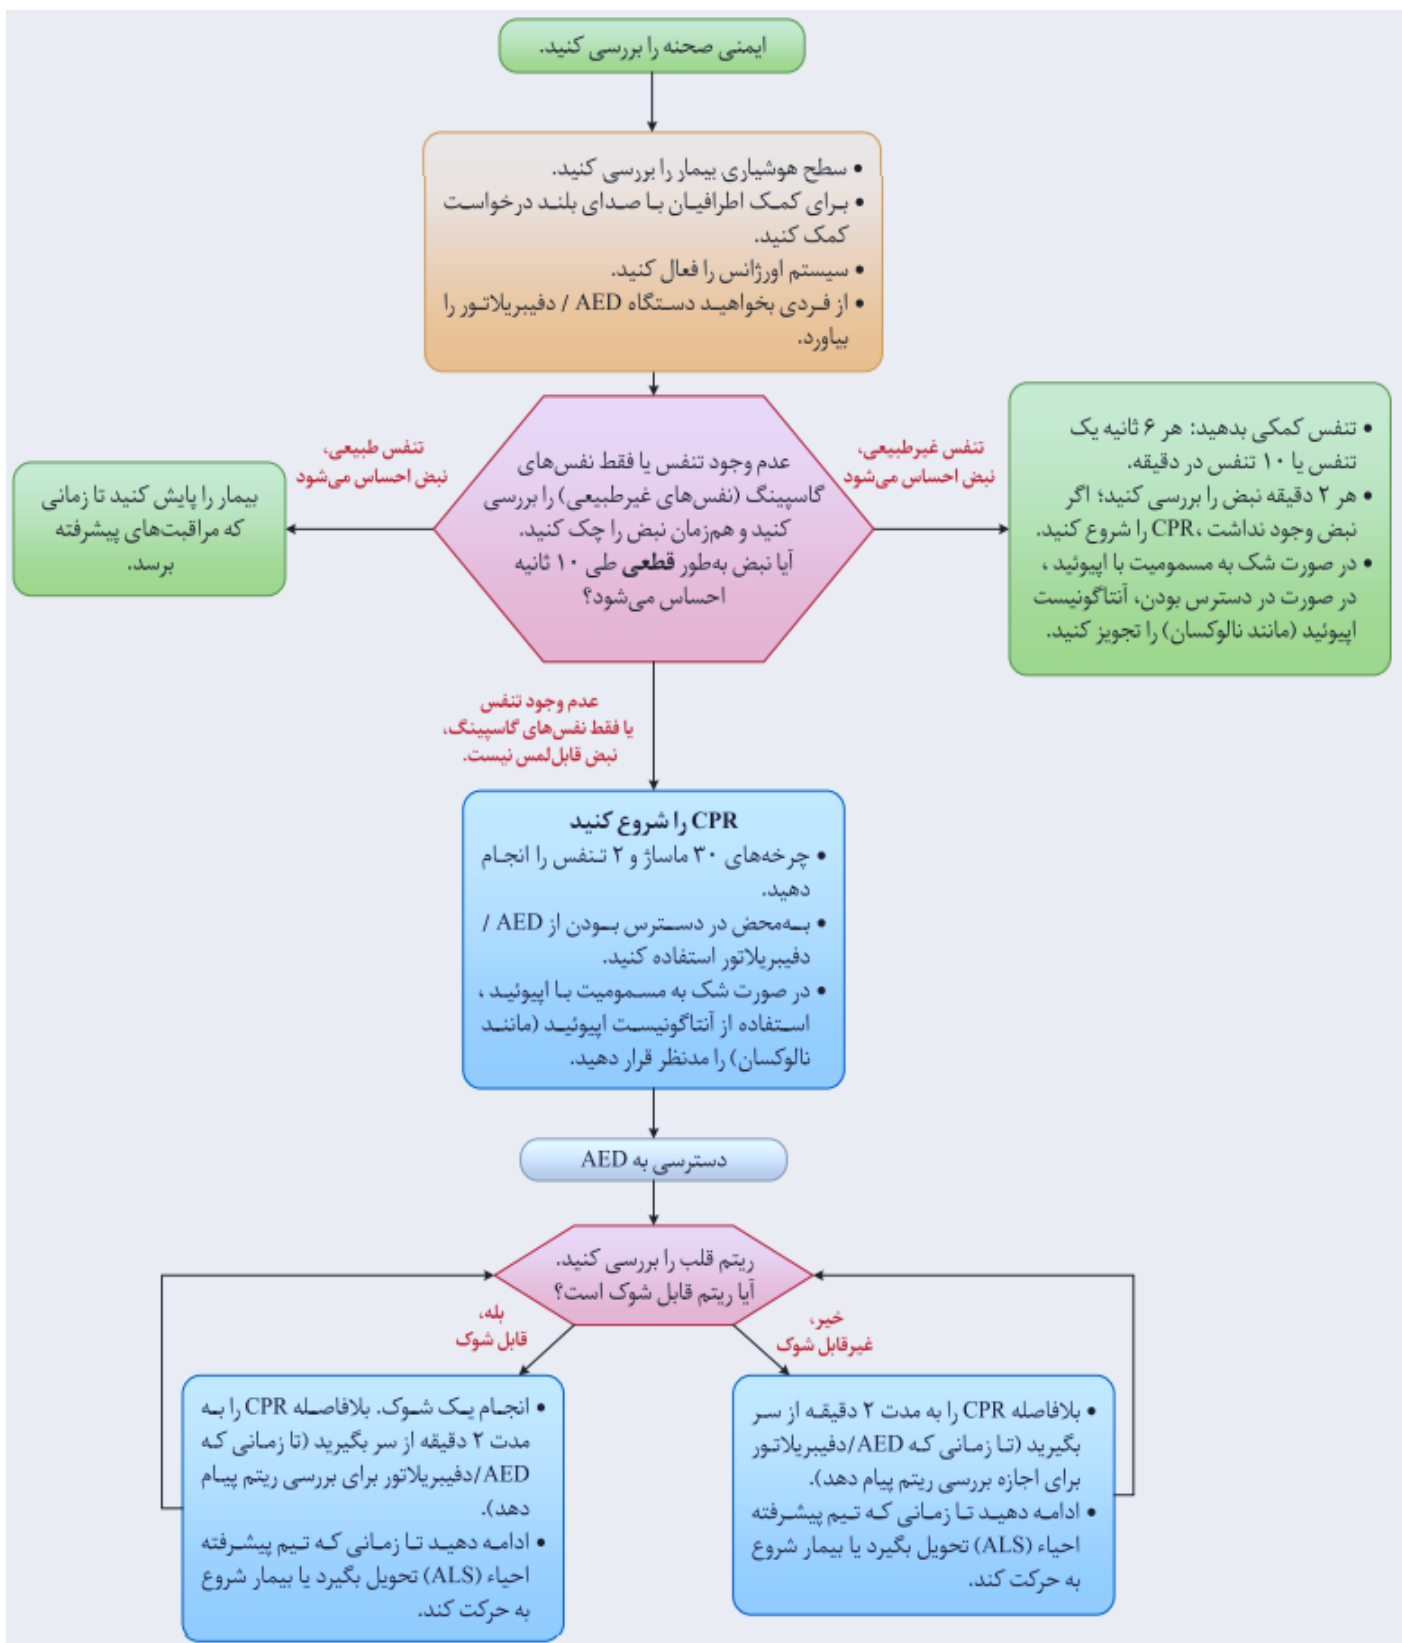 ایمنی صحنه را بررسی کنید.
• سطح هوشیاری بیمار را بررسی کنید.
• برای کمک اطرافیان با صدای بلند درخواست
کمک کنید.
• سیستم اورژانس را فعال کنید.
• از فردی بخواهید دستگاه AED / دفیبریلاتور را
بیاورد.
عدم وجود تنفس یا فقط نفس‌های
گاسپینگ (نفس‌های غیرطبیعی) را بررسی
کنید و هم‌زمان نبض را چک کنید.
آیا نبض به‌طور قطعی طی ۱۰ ثانیه
احساس می‌شود؟
تنفس غیرطبیعی،
نبض احساس می‌شود
• تنفس کمکی بدهید: هر ۶ ثانیه یک
تنفس یا ۱۰ تنفس در دقیقه.
• هر ۲ دقیقه نبض را بررسی کنید؛ اگر
نبض وجود نداشت ،CPR را شروع کنید.
• در صورت شک به مسمومیت با اپیوئید ،
در صورت در دسترس بودن، آنتاگونیست
اپیوئید (مانند نالوکسان) را تجویز کنید.
تنفس طبیعی،
نبض احساس می‌شود
بیمار را پایش کنید تا زمانی
که مراقبت‌های پیشرفته
برسد.
عدم وجود تنفس
یا فقط نفس‌های گاسپینگ،
نبض قابل‌لمس نیست.
CPR را شروع کنید
• چرخه‌های ۳۰ ماساژ و ۲ تنفس را انجام
دهید.
• به‌محض در دسترس بودن از AED /
دفیبریلاتور استفاده کنید.
• در صورت شک به مسمومیت با اپیوئید ،
استفاده از آنتاگونیست اپیوئید (مانند
نالوکسان) را مدنظر قرار دهید.
دسترسی به AED
ریتم قلب را بررسی کنید.
آیا ریتم قابل شوک است؟
خیر،
غیرقابل شوک
• بلافاصله CPR را به مدت ۲ دقیقه از سر
بگیرید (تا زمانی که AED/دفیبریلاتور
برای اجازه بررسی ریتم پیام دهد).
• ادامه دهید تا زمانی که تیم پیشرفته
احیاء (ALS) تحویل بگیرد یا بیمار شروع
به حرکت کند.
بله،
قابل شوک
• انجام یک شوک. بلافاصله CPR را به
مدت ۲ دقیقه از سر بگیرید (تا زمانی که
AED/دفیبریلاتور برای بررسی ریتم پیام
دهد).
• ادامه دهید تا زمانی که تیم پیشرفته
احیاء (ALS) تحویل بگیرد یا بیمار شروع
به حرکت کند.